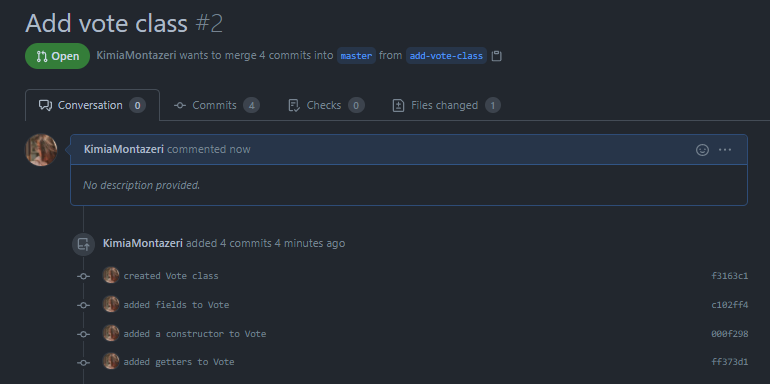 Add vote class #2
Open KimiaMontazeri wants to merge 4 commits into master from add-vote-class
Conversation 0 Commits 4 Checks 0 Files changed 1
KimiaMontazeri commented now
No description provided.
KimiaMontazeri added 4 commits 4 minutes ago
created Vote class f3163c1
added fields to Vote c102ff4
added a constructor to Vote 000f298
added getters to Vote ff373d1